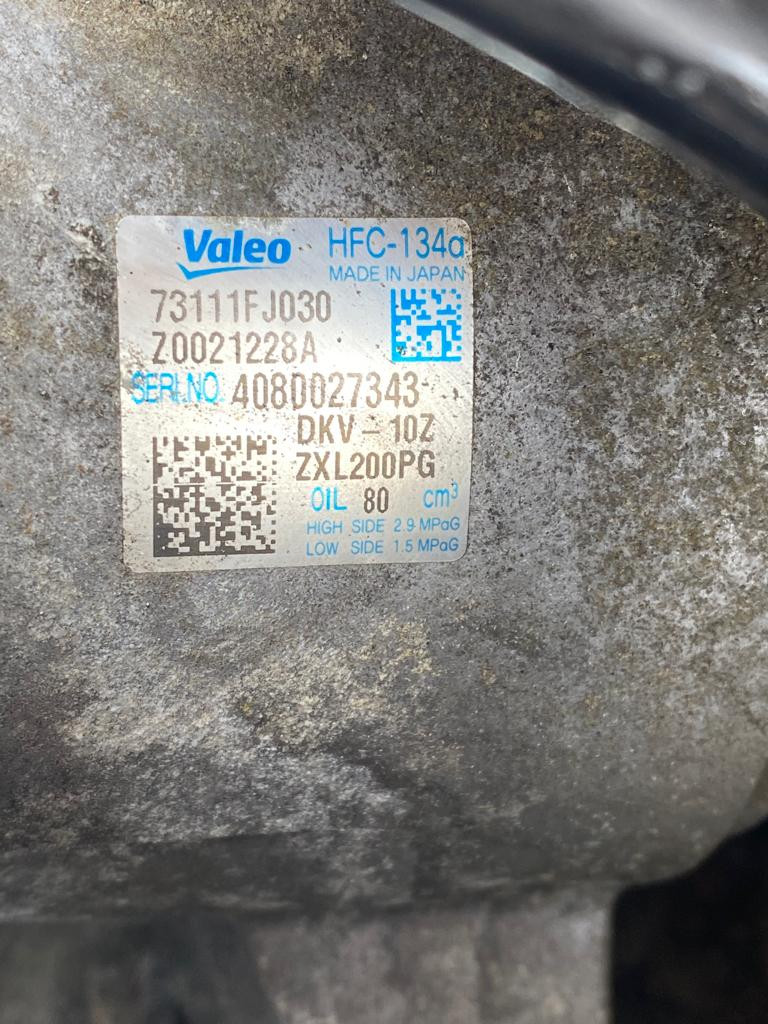 Valeo HFC-134a
MADE IN JAPAN
73111FJ030
Z0021228A
SERI.NO. 4080027343
DKV-10Z
ZXL200PG
OIL 80 cm³
HIGH SIDE 2.9 MPaG
LOW SIDE 1.5 MPaG